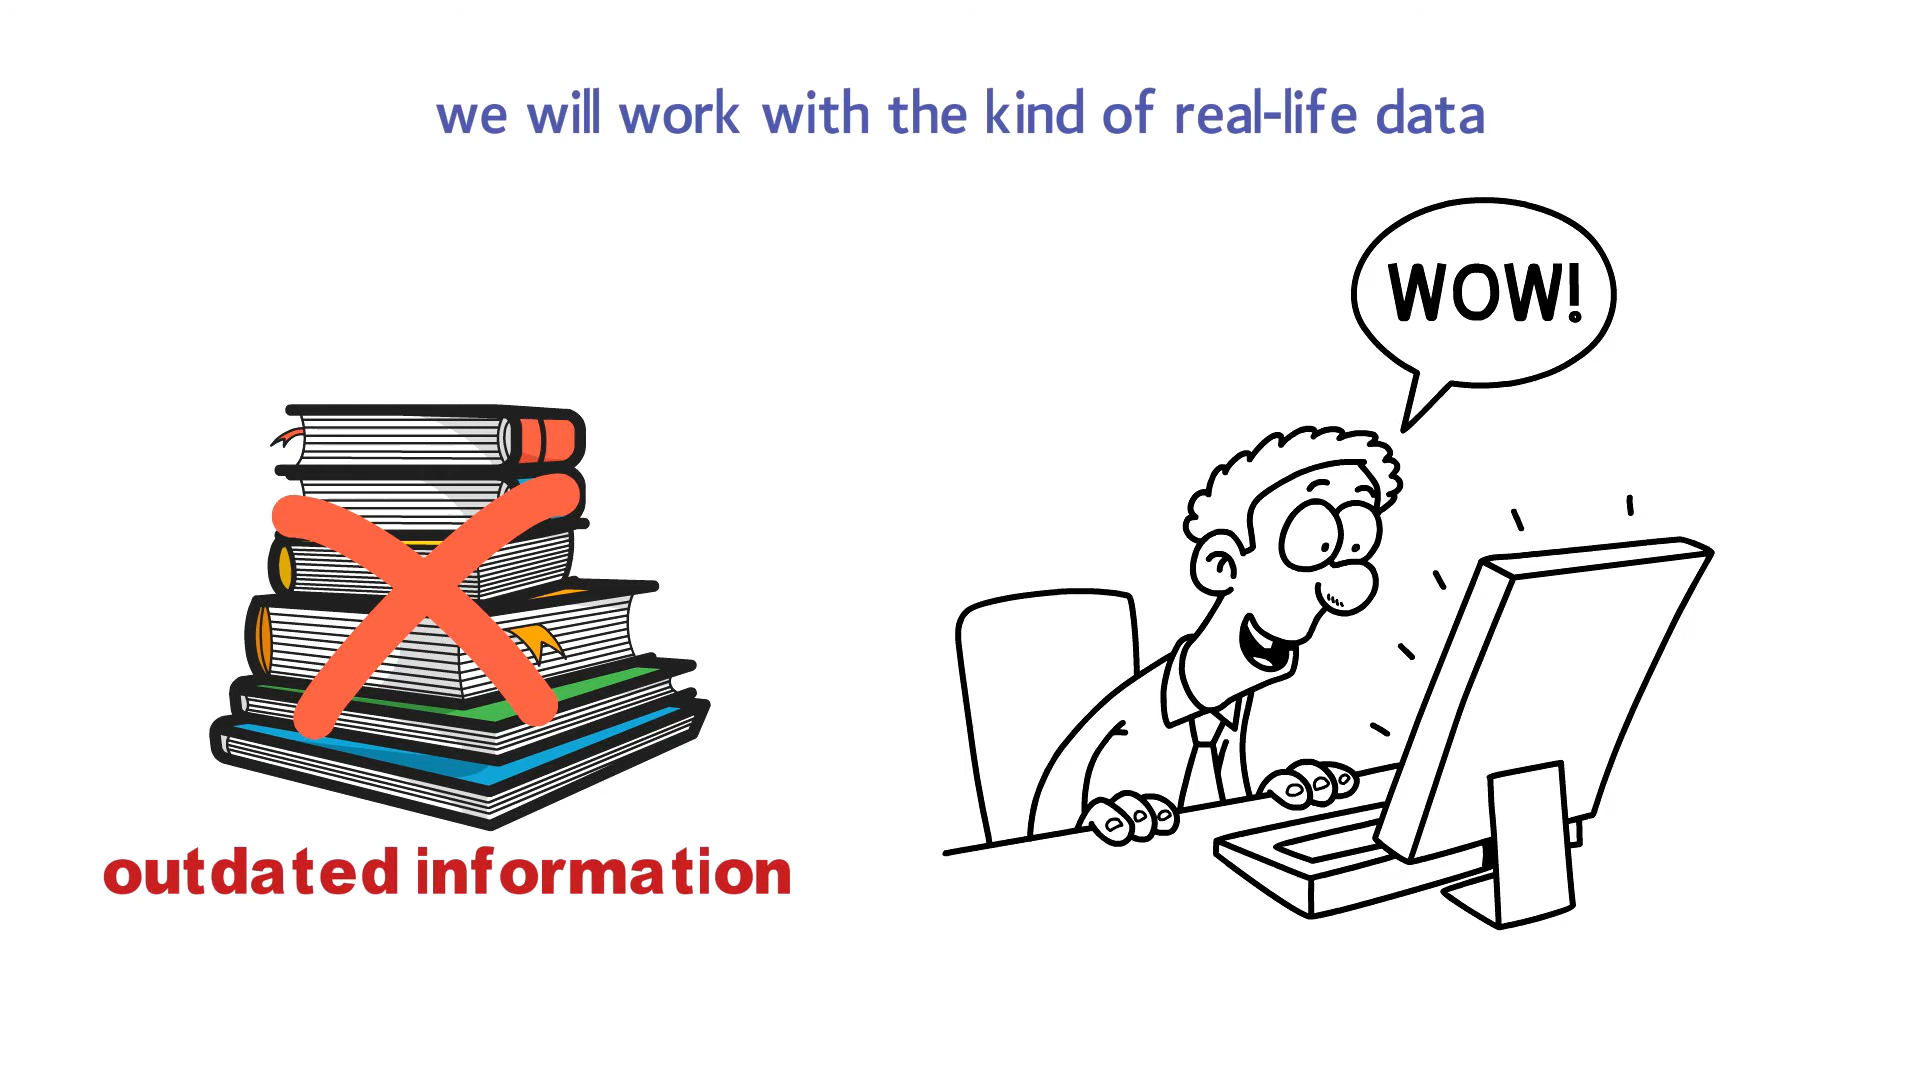 we will work with the kind of real-life data
WOW!
outdated information